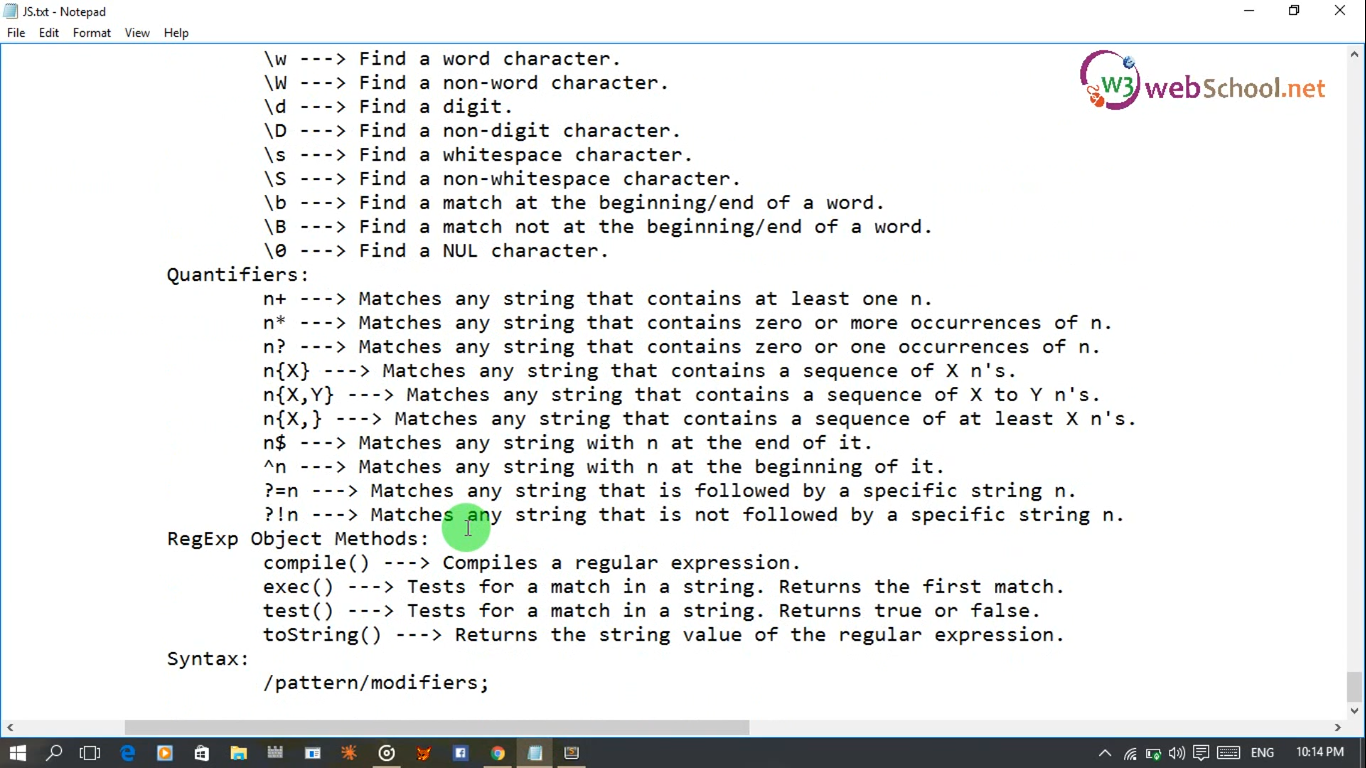 JS.txt - Notepad
File Edit Format View Help
W3 webSchool.net
\w ---> Find a word character.
\W ---> Find a non-word character.
\d ---> Find a digit.
\D ---> Find a non-digit character.
\s ---> Find a whitespace character.
\S ---> Find a non-whitespace character.
\b ---> Find a match at the beginning/end of a word.
\B ---> Find a match not at the beginning/end of a word.
\0 ---> Find a NUL character.
Quantifiers:
n+ ---> Matches any string that contains at least one n.
n* ---> Matches any string that contains zero or more occurrences of n.
n? ---> Matches any string that contains zero or one occurrences of n.
n{X} ---> Matches any string that contains a sequence of X n's.
n{X,Y} ---> Matches any string that contains a sequence of X to Y n's.
n{X,} ---> Matches any string that contains a sequence of at least X n's.
n$ ---> Matches any string with n at the end of it.
^n ---> Matches any string with n at the beginning of it.
?=n ---> Matches any string that is followed by a specific string n.
?!n ---> Matches any string that is not followed by a specific string n.
RegExp Object Methods:
compile() ---> Compiles a regular expression.
exec() ---> Tests for a match in a string. Returns the first match.
test() ---> Tests for a match in a string. Returns true or false.
toString() ---> Returns the string value of the regular expression.
Syntax:
/pattern/modifiers;
ENG 10:14 PM